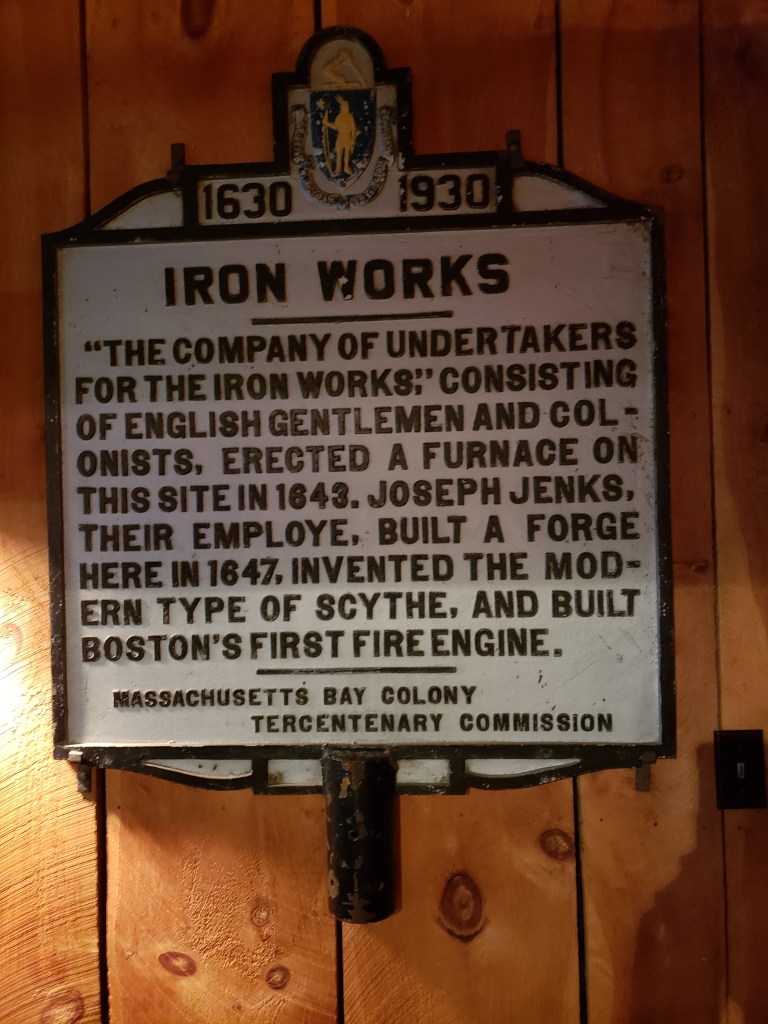 1630 1930
IRON WORKS
"THE COMPANY OF UNDERTAKERS
FOR THE IRON WORKS," CONSISTING
OF ENGLISH GENTLEMEN AND COL-
ONISTS, ERECTED A FURNACE ON
THIS SITE IN 1643. JOSEPH JENKS,
THEIR EMPLOYE, BUILT A FORGE
HERE IN 1647, INVENTED THE MOD-
ERN TYPE OF SCYTHE, AND BUILT
BOSTON'S FIRST FIRE ENGINE.
MASSACHUSETTS BAY COLONY
TERCENTENARY COMMISSION